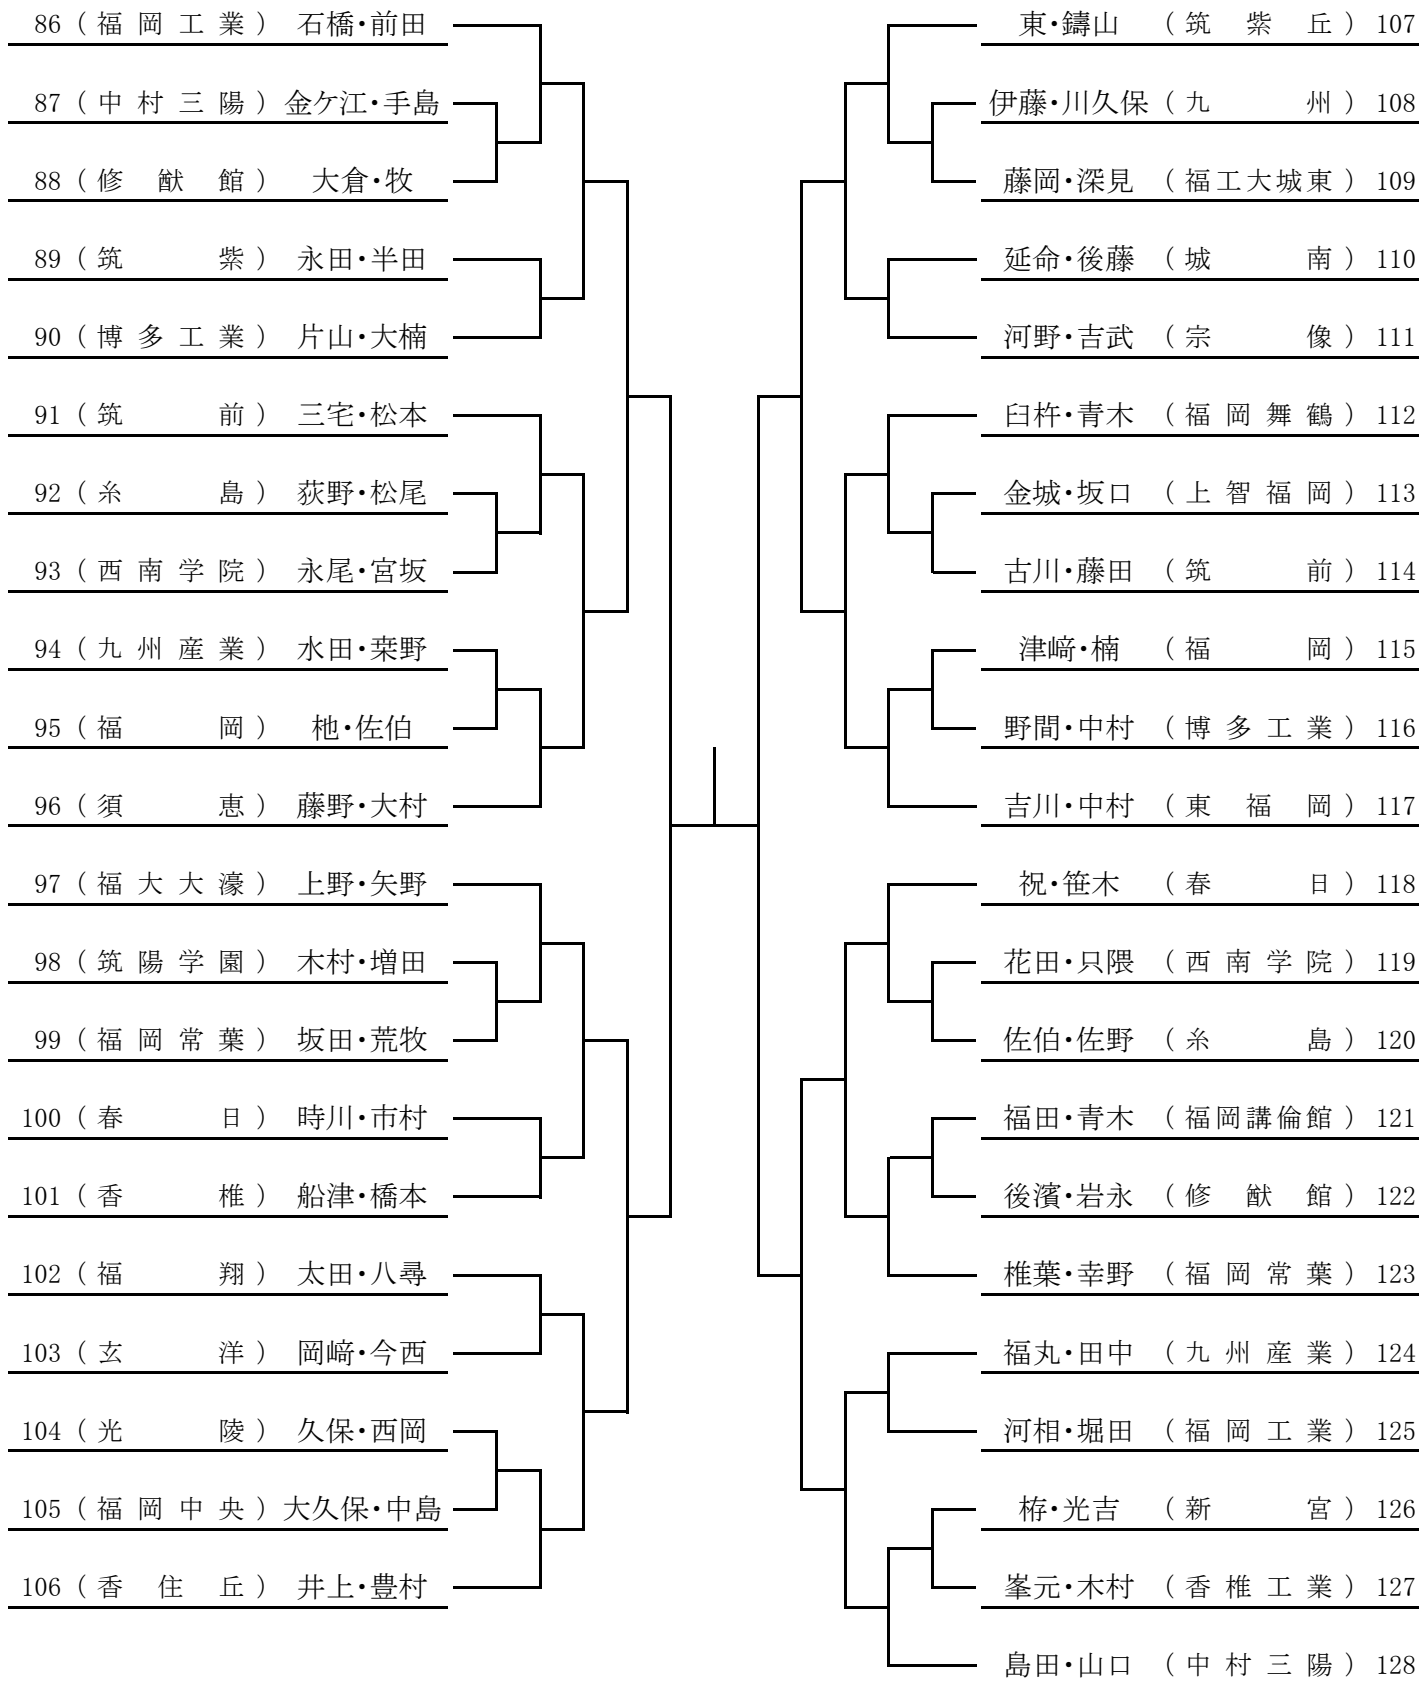 86（福岡工業）石橋・前田
87（中村三陽）金ケ江・手島
88（修猷館）大倉・牧
89（筑紫）永田・半田
90（博多工業）片山・大楠
91（筑前）三宅・松本
92（糸島）荻野・松尾
93（西南学院）永尾・宮坂
94（九州産業）水田・栞野
95（福岡）杝・佐伯
96（須恵）藤野・大村
97（福大大濠）上野・矢野
98（筑陽学園）木村・増田
99（福岡常葉）坂田・荒牧
100（春日）時川・市村
101（香椎）船津・橋本
102（福翔）太田・八尋
103（玄洋）岡﨑・今西
104（光陵）久保・西岡
105（福岡中央）大久保・中島
106（香住丘）井上・豊村
東・鑄山（筑紫丘）107
伊藤・川久保（九州）108
藤岡・深見（福工大城東）109
延命・後藤（城南）110
河野・吉武（宗像）111
臼杵・青木（福岡舞鶴）112
金城・坂口（上智福岡）113
古川・藤田（筑前）114
津﨑・楠（福岡）115
野間・中村（博多工業）116
吉川・中村（東福岡）117
祝・笹木（春日）118
花田・只隈（西南学院）119
佐伯・佐野（糸島）120
福田・青木（福岡講倫館）121
後濱・岩永（修猷館）122
椎葉・幸野（福岡常葉）123
福丸・田中（九州産業）124
河相・堀田（福岡工業）125
栫・光吉（新宮）126
峯元・木村（香椎工業）127
島田・山口（中村三陽）128